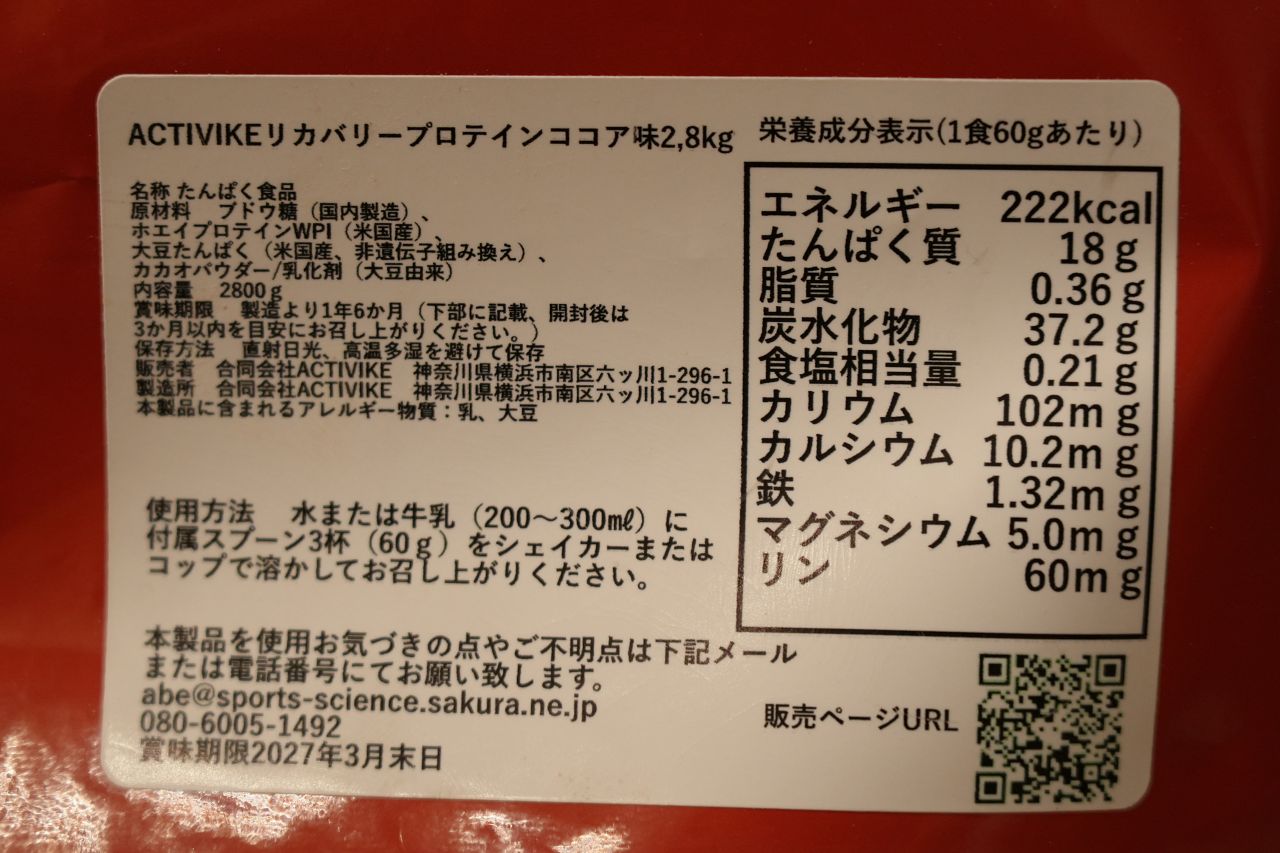 ACTIVIKEリカバリープロテインココア味2,8kg
名称 たんぱく食品
原材料　ブドウ糖（国内製造）、
ホエイプロテインWPI（米国産）、
大豆たんぱく（米国産、非遺伝子組み換え）、
カカオパウダー/乳化剤（大豆由来）
内容量　2800g
賞味期限　製造より1年6か月（下部に記載、開封後は
3か月以内を目安にお召し上がりください。）
保存方法　直射日光、高温多湿を避けて保存
販売者　合同会社ACTIVIKE　神奈川県横浜市南区六ッ川1-296-1
製造所　合同会社ACTIVIKE　神奈川県横浜市南区六ッ川1-296-1
本製品に含まれるアレルギー物質：乳、大豆
使用方法　水または牛乳（200～300㎖）に
付属スプーン3杯（60g）をシェイカーまたは
コップで溶かしてお召し上がりください。
本製品を使用お気づきの点やご不明点は下記メール
または電話番号にてお願い致します。
abe@sports-science.sakura.ne.jp
080-6005-1492
賞味期限2027年3月末日
栄養成分表示(1食60gあたり)
エネルギー　222kcal
たんぱく質　18g
脂質　0.36g
炭水化物　37.2g
食塩相当量　0.21g
カリウム　102mg
カルシウム　10.2mg
鉄　1.32mg
マグネシウム　5.0mg
リン　60mg
販売ページURL